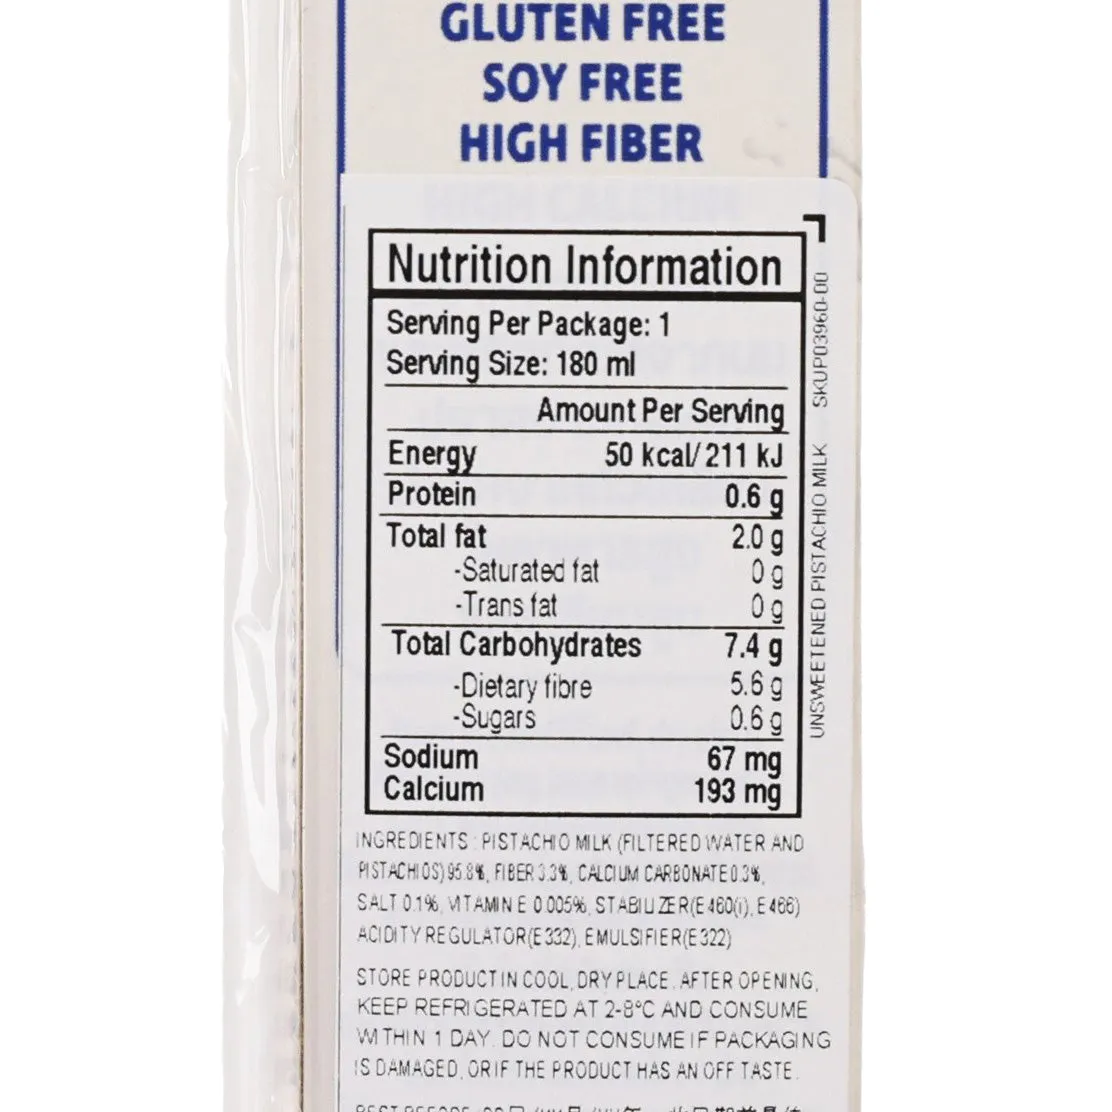 GLUTEN FREE
SOY FREE
HIGH FIBER
HIGH CALCIUM
Nutrition Information
Serving Per Package: 1
Serving Size: 180 ml
Amount Per Serving
Energy 50 kcal/ 211 kJ
Protein 0.6 g
Total fat 2.0 g
-Saturated fat 0 g
-Trans fat 0 g
Total Carbohydrates 7.4 g
-Dietary fibre 5.6 g
-Sugars 0.6 g
Sodium 67 mg
Calcium 193 mg
UNSWEETENED PISTACHIO MILK SKUP03960-00
INGREDIENTS : PISTACHIO MILK (FILTERED WATER AND
PISTACHIOS) 95.8%, FIBER 3.3%, CALCIUM CARBONATE 0.3%,
SALT 0.1%, VITAMIN E 0.005%, STABILIZER(E460(i), E466)
ACIDITY REGULATOR(E332), EMULSIFIER(E322)
STORE PRODUCT IN COOL, DRY PLACE. AFTER OPENING,
KEEP REFRIGERATED AT 2-8°C AND CONSUME
WITHIN 1 DAY. DO NOT CONSUME IF PACKAGING
IS DAMAGED, OR IF THE PRODUCT HAS AN OFF TASTE.